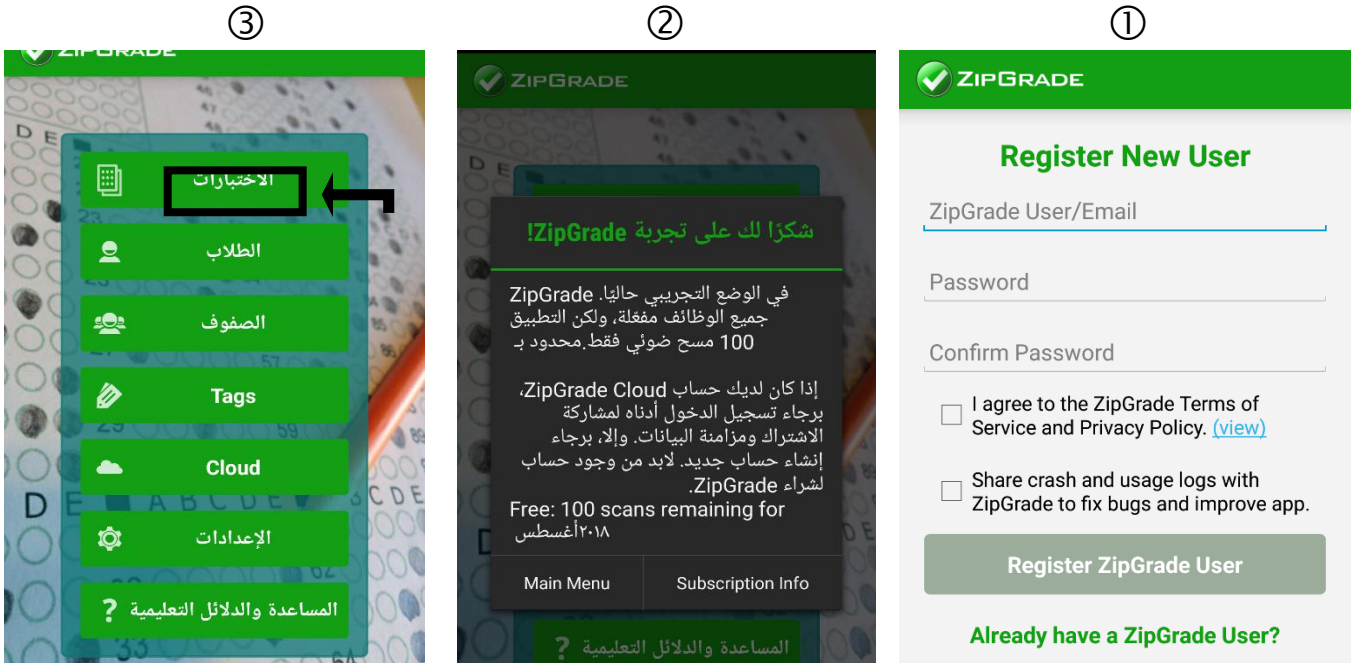 ③
②
①
ZIPGRADE
الاختبارات
الطلاب
الصفوف
Tags
Cloud
الإعدادات
المساعدة والدلائل التعليمية ?
ZIPGRADE
شكرًا لك على تجربة ZipGrade!
في الوضع التجريبي حاليًا. ZipGrade
جميع الوظائف مفعّلة، ولكن التطبيق
100 مسح ضوئي فقط.محدود بـ
إذا كان لديك حساب ZipGrade Cloud،
برجاء تسجيل الدخول أدناه لمشاركة
الاشتراك ومزامنة البيانات. وإلا، برجاء
إنشاء حساب جديد. لابد من وجود حساب
لشراء ZipGrade.
Free: 100 scans remaining for
أغسطس٢٠١٨
Main Menu
Subscription Info
المساعدة والدلائل التعليمية ?
ZIPGRADE
Register New User
ZipGrade User/Email
Password
Confirm Password
I agree to the ZipGrade Terms of
Service and Privacy Policy. (view)
Share crash and usage logs with
ZipGrade to fix bugs and improve app.
Register ZipGrade User
Already have a ZipGrade User?